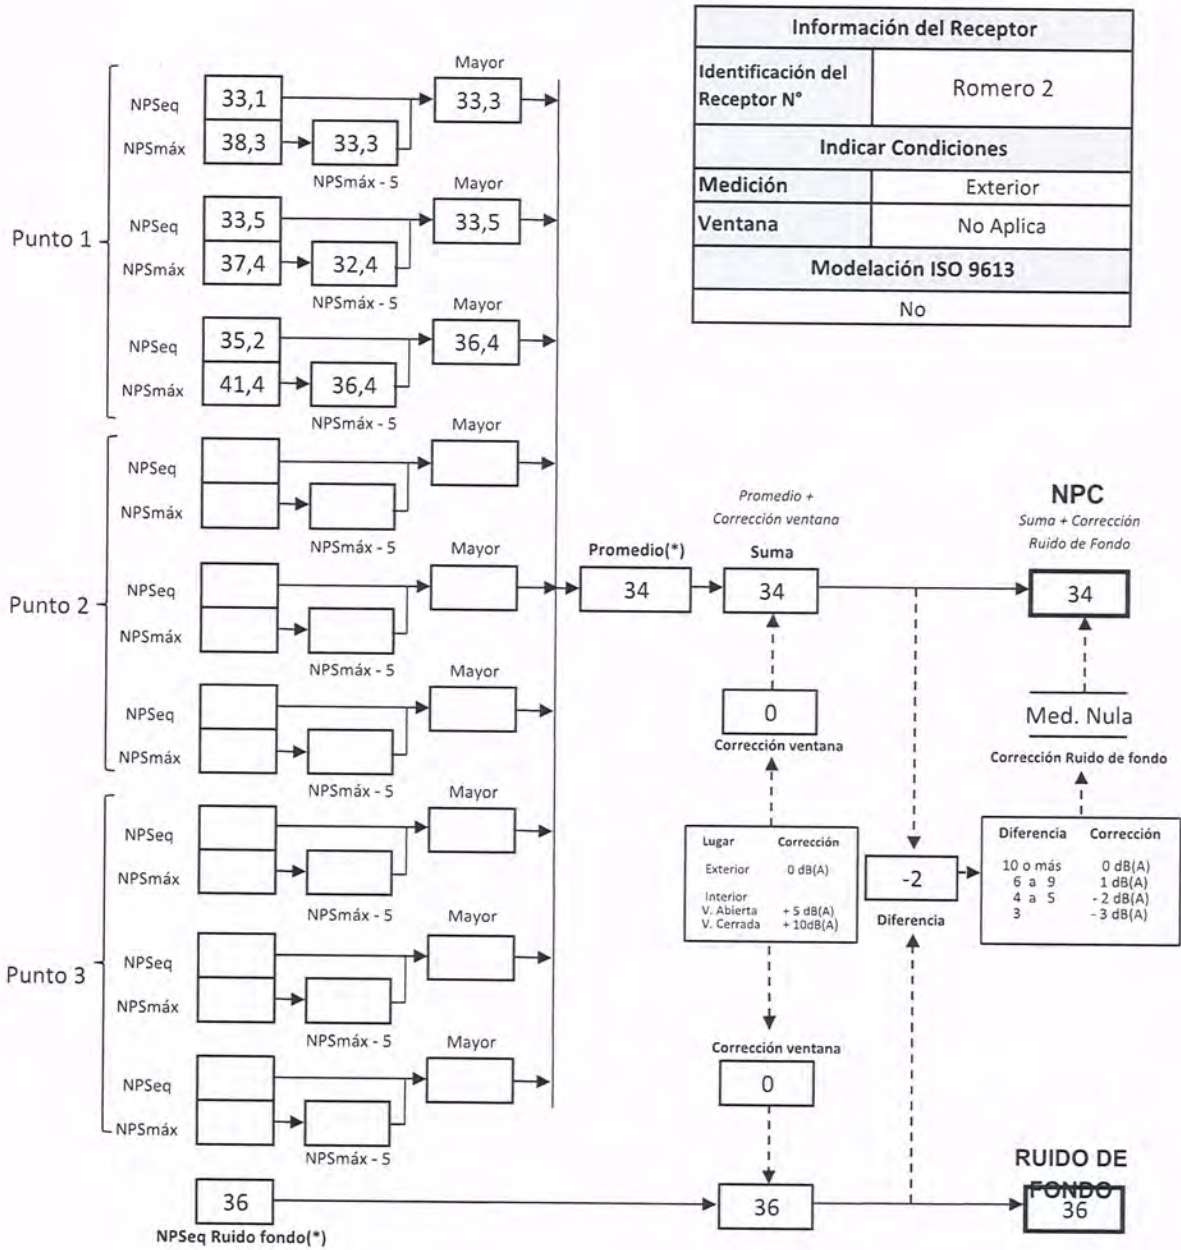 Información del Receptor
Identificación del Receptor N°
Romero 2
Indicar Condiciones
Medición
Exterior
Ventana
No Aplica
Modelación ISO 9613
No
Punto 1
Mayor
NPSeq
33,1
33,3
NPSmáx
38,3
33,3
NPSmáx - 5
Mayor
NPSeq
33,5
33,5
NPSmáx
37,4
32,4
NPSmáx - 5
Mayor
NPSeq
35,2
36,4
NPSmáx
41,4
36,4
NPSmáx - 5
Punto 2
Mayor
NPSeq
NPSmáx
NPSmáx - 5
Mayor
NPSeq
NPSmáx
NPSmáx - 5
Mayor
NPSeq
NPSmáx
NPSmáx - 5
Punto 3
Mayor
NPSeq
NPSmáx
NPSmáx - 5
Mayor
NPSeq
NPSmáx
NPSmáx - 5
Mayor
NPSeq
NPSmáx
NPSmáx - 5
36
NPSeq Ruido fondo(*)
Promedio(*)
34
Promedio +
Corrección ventana
Suma
34
0
Corrección ventana
Lugar Corrección
Exterior 0 dB(A)
Interior
V. Abierta + 5 dB(A)
V. Cerrada + 10dB(A)
Corrección ventana
0
36
-2
Diferencia
NPC
Suma + Corrección
Ruido de Fondo
34
Med. Nula
Corrección Ruido de fondo
Diferencia Corrección
10 o más 0 dB(A)
6 a 9 1 dB(A)
4 a 5 - 2 dB(A)
3 - 3 dB(A)
RUIDO DE
FONDO
36